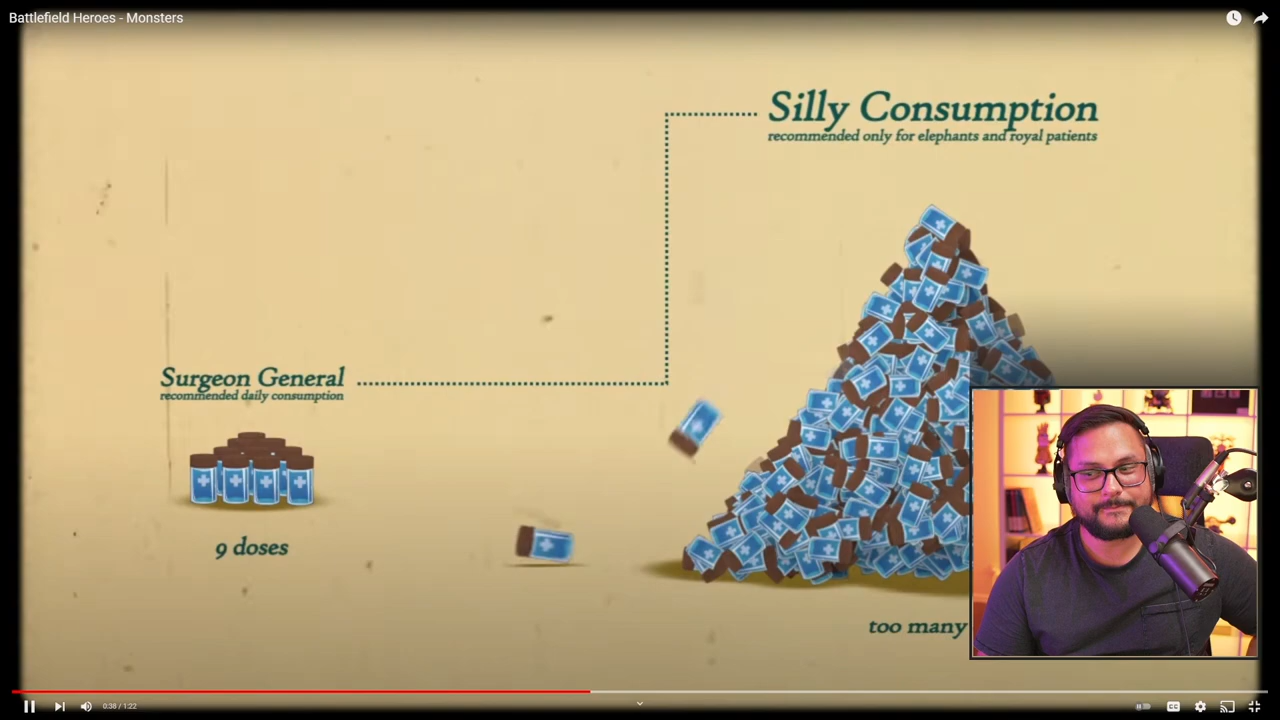 Battlefield Heroes - Monsters
Silly Consumption
recommended only for elephants and royal patients
Surgeon General
recommended daily consumption
9 doses
too many
0:38 / 1:22
CC